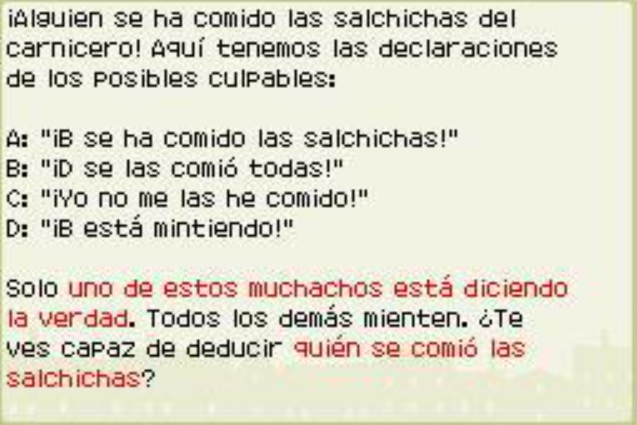 ¡Alguien se ha comido las salchichas del
carnicero! Aquí tenemos las declaraciones
de los posibles culpables:
A: "¡B se ha comido las salchichas!"
B: "¡D se las comió todas!"
C: "¡Yo no me las he comido!"
D: "¡B está mintiendo!"
Solo uno de estos muchachos está diciendo
la verdad. Todos los demás mienten. ¿Te
ves capaz de deducir quién se comió las
salchichas?